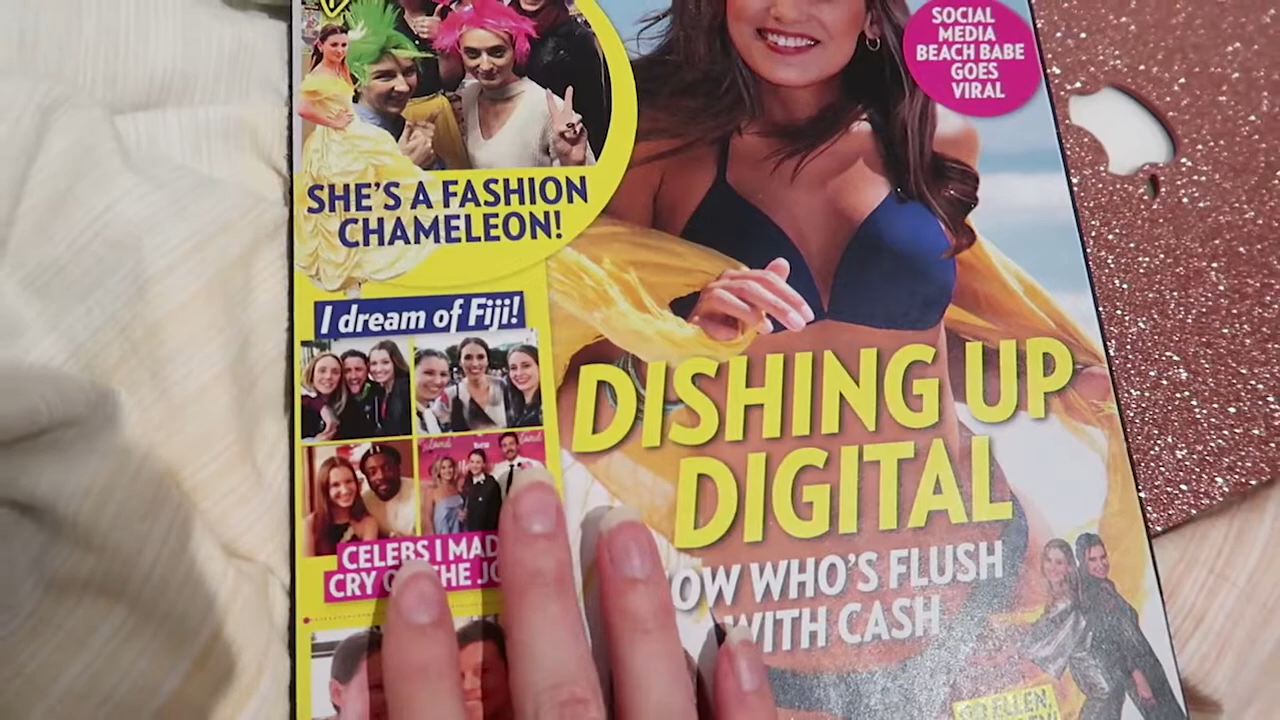 SOCIAL
MEDIA
BEACH BABE
GOES
VIRAL
SHE'S A FASHION
CHAMELEON!
I dream of Fiji!
DISHING UP
DIGITAL
CELEBS I MAD
CRY THE JO
OW WHO'S FLUSH
WITH CASH
ELLEN,